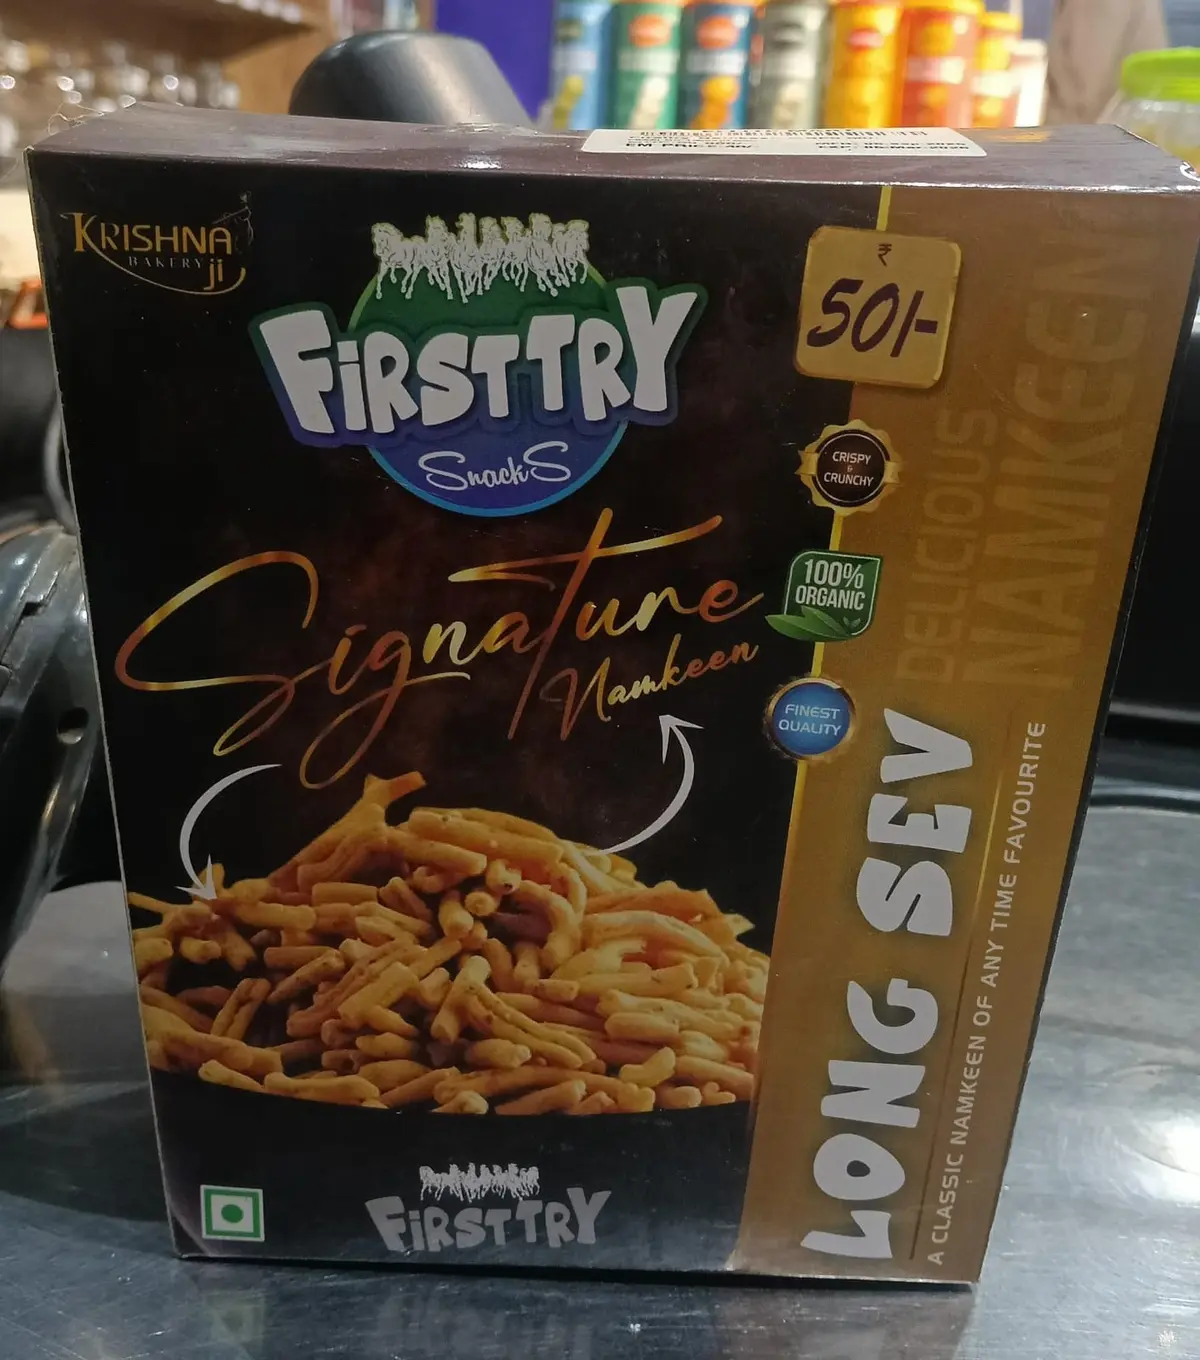 KRISHNA
BAKERY ji
FIRSTTRY
SnackS
Signature
Namkeen
₹
50/-
CRISPY
&
CRUNCHY
100%
ORGANIC
FINEST
QUALITY
DELICIOUS
NAMKEEN
LONG SEV
A CLASSIC NAMKEEN OF ANY TIME FAVOURITE
FIRSTTRY